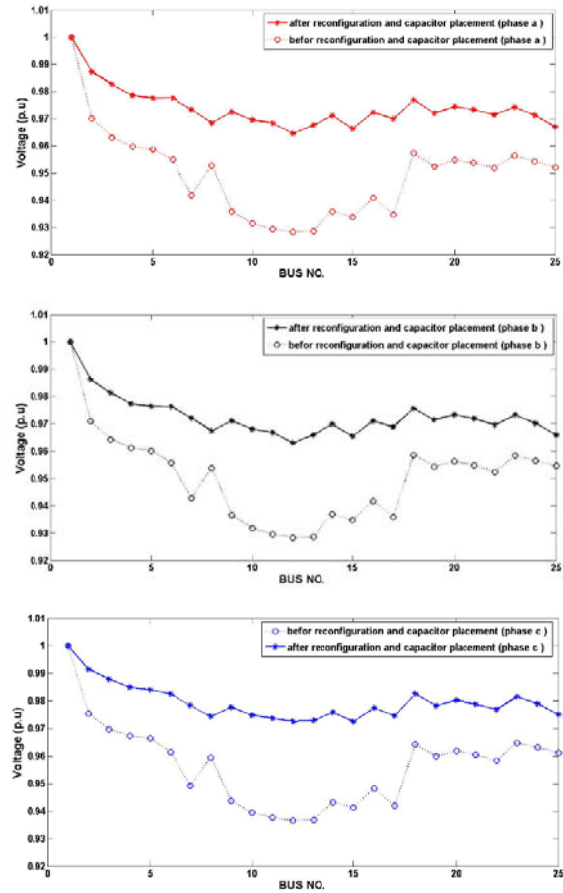 1.01
1
0.99
0.98
0.97
0.96
0.95
0.94
0.93
0.92
Voltage (p.u)
after reconfiguration and capacitor placement (phase a )
befor reconfiguration and capacitor placement (phase a )
0 5 10 15 20 25
BUS NO.
1.01
1
0.99
0.98
0.97
0.96
0.95
0.94
0.93
0.92
Voltage (p.u)
after reconfiguration and capacitor placement (phase b )
befor reconfiguration and capacitor placement (phase b )
0 5 10 15 20 25
BUS NO.
1.01
1
0.99
0.98
0.97
0.96
0.95
0.94
0.93
0.92
Voltage (p.u)
befor reconfiguration and capacitor placement (phase c )
after reconfiguration and capacitor placement (phase c )
0 5 10 15 20 25
BUS NO.